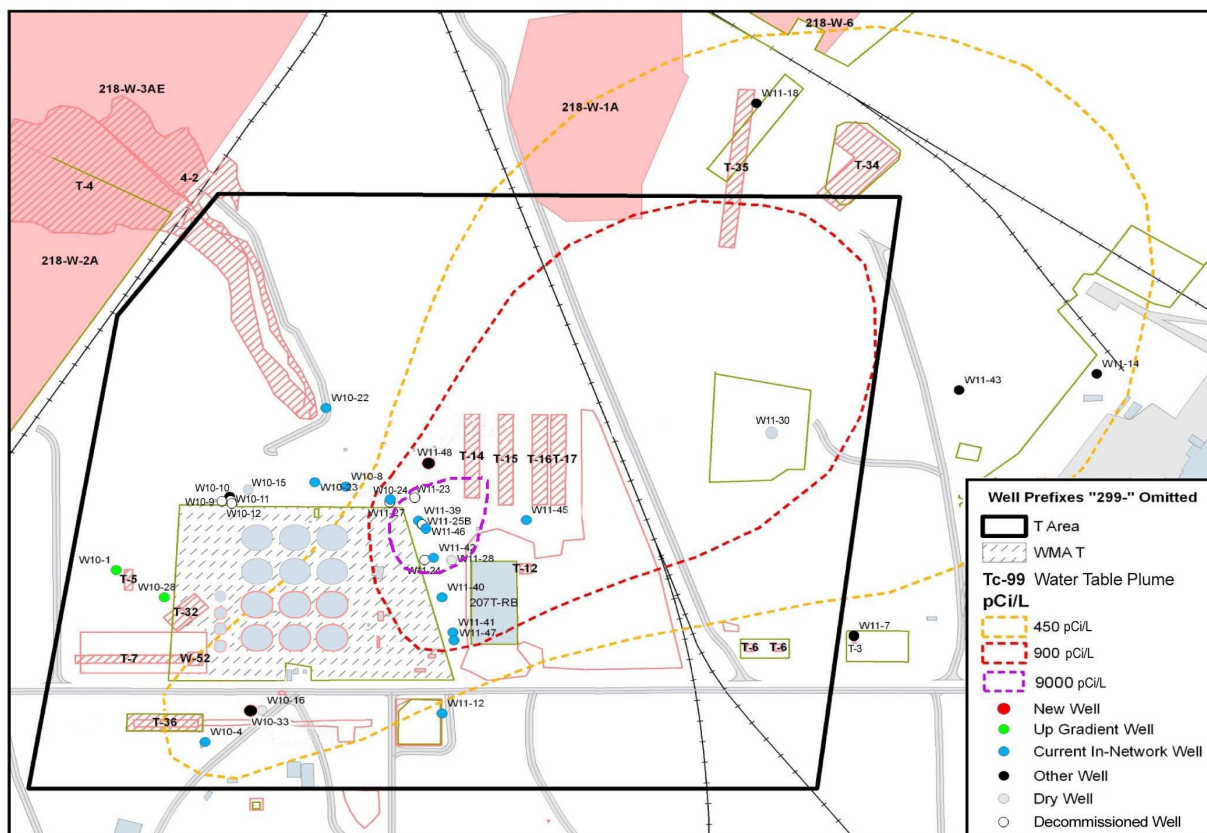 218-W-6
218-W-3AE
218-W-1A
W11-18
T-35
T-34
4-2
T-4
218-W-2A
W11-14
W11-43
W10-22
W11-30
W11-48
T-14
T-15
T-16
T-17
W10-15
W10-8
W10-10
W10-23
W10-24
W11-23
W10-9
W10-11
W10-12
W11-27
W11-39
W11-25B
W11-45
W11-46
W11-42
W11-28
W11-24
W10-1
T-5
T-12
W10-28
W11-40
207T-RB
T-32
W11-41
W11-47
W11-7
T-3
T-6
T-6
T-7
W-52
W10-16
W11-12
T-36
W10-33
W10-4
Well Prefixes "299-" Omitted
T Area
WMA T
Tc-99 Water Table Plume
pCi/L
450 pCi/L
900 pCi/L
9000 pCi/L
New Well
Up Gradient Well
Current In-Network Well
Other Well
Dry Well
Decommissioned Well